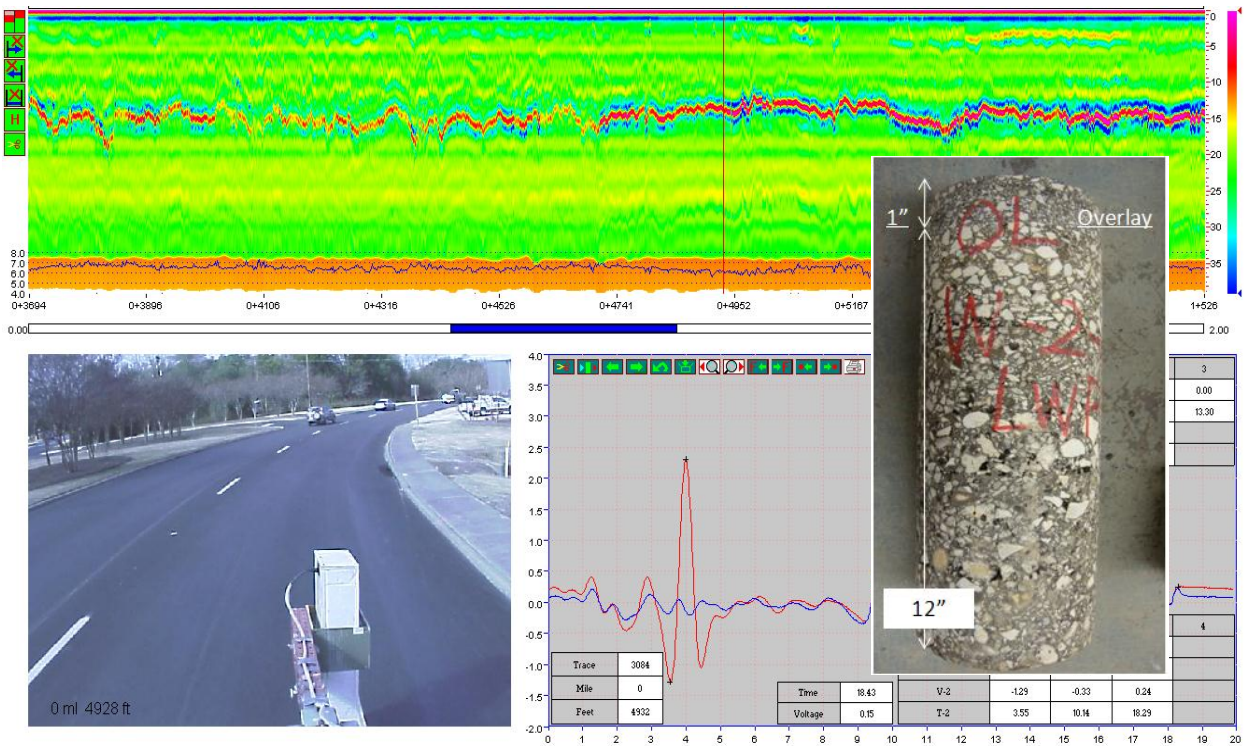 0
5
10
15
20
25
30
35
H
8.0
7.0
6.0
5.0
4.0
0+3694 0+3896 0+4106 0+4316 0+4526 0+4741 0+4952 0+5167 1+526
0.00 2.00
1” Overlay
OL
W-2
LWP
12”
0 ml 4928 ft
4.0
3.5
3.0
2.5
2.0
1.5
1.0
0.5
0.0
-0.5
-1.0
-1.5
-2.0
0 1 2 3 4 5 6 7 8 9 10 11 12 13 14 15 16 17 18 19 20
Trace 3084
Mile 0
Feet 4932
Time 18.43
Voltage 0.15
3
0.00
13.30
4
V-2 -1.29 -0.33 0.24
T-2 3.55 10.14 18.29